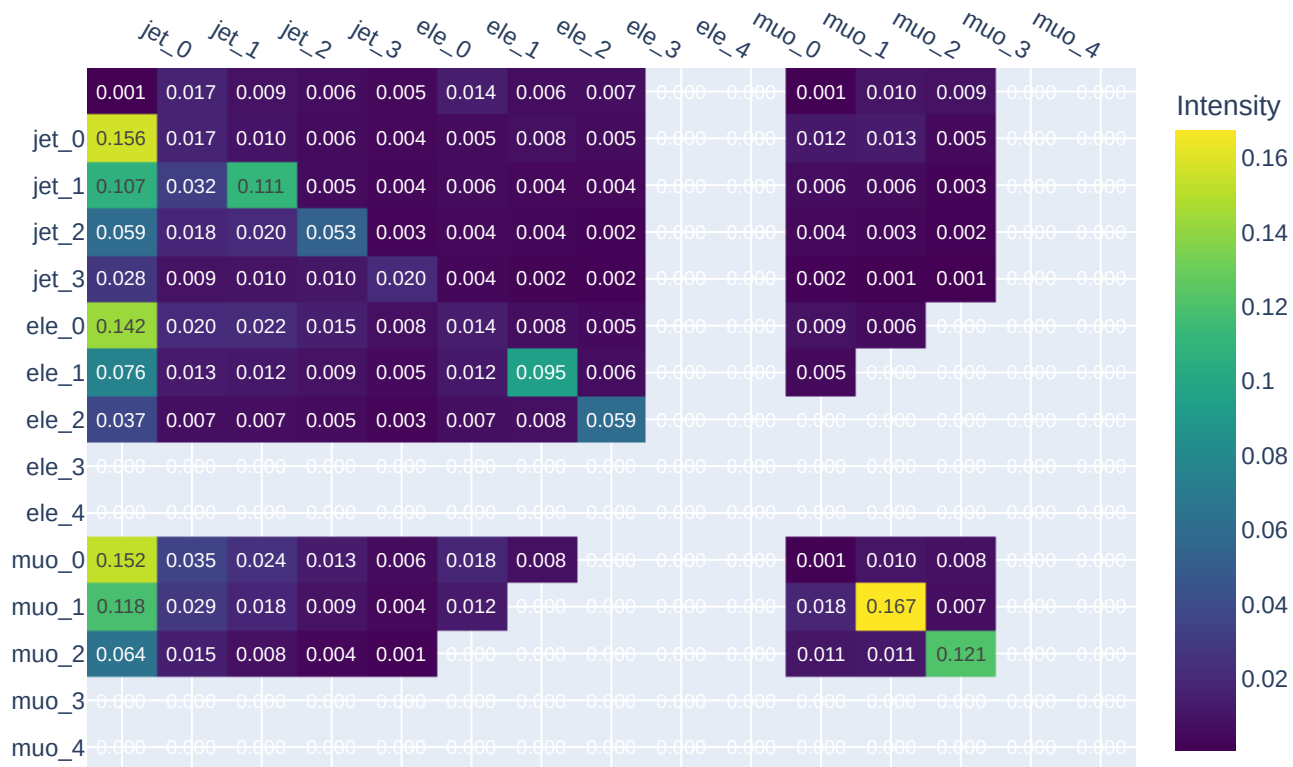 jet_0 jet_1 jet_2 jet_3 ele_0 ele_1 ele_2 ele_3 ele_4 muo_0 muo_1 muo_2 muo_3 muo_4
0.001 0.017 0.009 0.006 0.005 0.014 0.006 0.007 0.000 0.000 0.001 0.010 0.009 0.000 0.000
jet_0 0.156 0.017 0.010 0.006 0.004 0.005 0.008 0.005 0.000 0.000 0.012 0.013 0.005 0.000 0.000
jet_1 0.107 0.032 0.111 0.005 0.004 0.006 0.004 0.004 0.000 0.000 0.006 0.006 0.003 0.000 0.000
jet_2 0.059 0.018 0.020 0.053 0.003 0.004 0.004 0.002 0.000 0.000 0.004 0.003 0.002 0.000 0.000
jet_3 0.028 0.009 0.010 0.010 0.020 0.004 0.002 0.002 0.000 0.000 0.002 0.001 0.001 0.000 0.000
ele_0 0.142 0.020 0.022 0.015 0.008 0.014 0.008 0.005 0.000 0.000 0.009 0.006 0.000 0.000 0.000
ele_1 0.076 0.013 0.012 0.009 0.005 0.012 0.095 0.006 0.000 0.000 0.005 0.000 0.000 0.000 0.000
ele_2 0.037 0.007 0.007 0.005 0.003 0.007 0.008 0.059 0.000 0.000 0.000 0.000 0.000 0.000 0.000
ele_3 0.000 0.000 0.000 0.000 0.000 0.000 0.000 0.000 0.000 0.000 0.000 0.000 0.000 0.000 0.000
ele_4 0.000 0.000 0.000 0.000 0.000 0.000 0.000 0.000 0.000 0.000 0.000 0.000 0.000 0.000 0.000
muo_0 0.152 0.035 0.024 0.013 0.006 0.018 0.008 0.000 0.000 0.000 0.001 0.010 0.008 0.000 0.000
muo_1 0.118 0.029 0.018 0.009 0.004 0.012 0.000 0.000 0.000 0.000 0.018 0.167 0.007 0.000 0.000
muo_2 0.064 0.015 0.008 0.004 0.001 0.000 0.000 0.000 0.000 0.000 0.011 0.011 0.121 0.000 0.000
muo_3 0.000 0.000 0.000 0.000 0.000 0.000 0.000 0.000 0.000 0.000 0.000 0.000 0.000 0.000 0.000
muo_4 0.000 0.000 0.000 0.000 0.000 0.000 0.000 0.000 0.000 0.000 0.000 0.000 0.000 0.000 0.000
Intensity
0.16
0.14
0.12
0.1
0.08
0.06
0.04
0.02